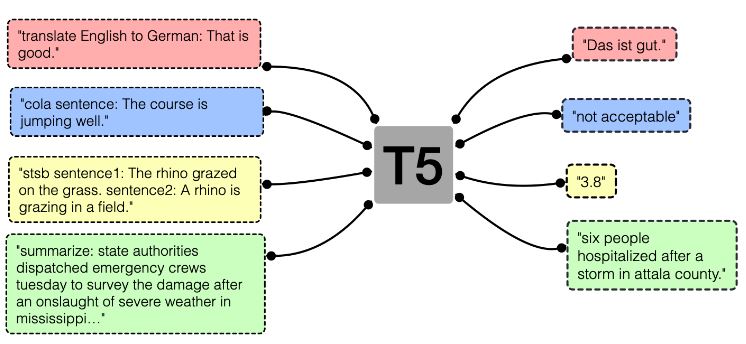 "translate English to German: That is
good."
"cola sentence: The course is
jumping well."
"stsb sentence1: The rhino grazed
on the grass. sentence2: A rhino is
grazing in a field."
"summarize: state authorities
dispatched emergency crews
tuesday to survey the damage after
an onslaught of severe weather in
mississippi…"
T5
"Das ist gut."
"not acceptable"
"3.8"
"six people
hospitalized after a
storm in attala county."